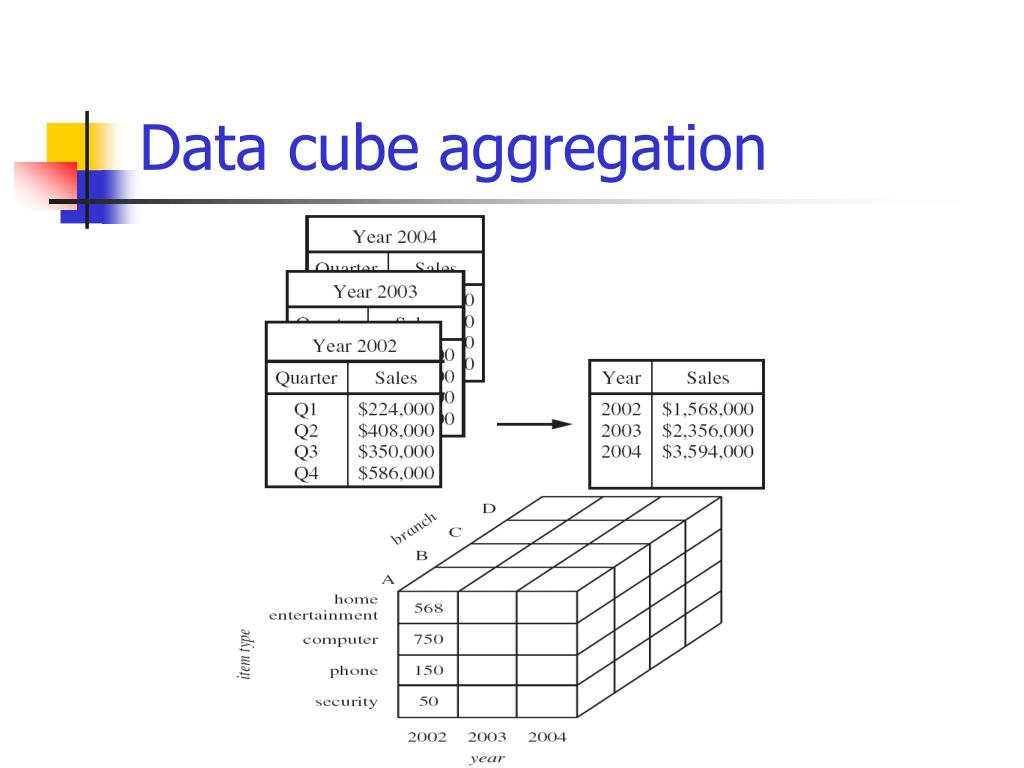 Data cube aggregation
Year 2004
Quarter Sales
Year 2003
Year 2002
Quarter Sales
Q1 $224,000
Q2 $408,000
Q3 $350,000
Q4 $586,000
Year Sales
2002 $1,568,000
2003 $2,356,000
2004 $3,594,000
branch
D
C
B
A
home
entertainment
568
computer 750
phone 150
security 50
item type
2002 2003 2004
year